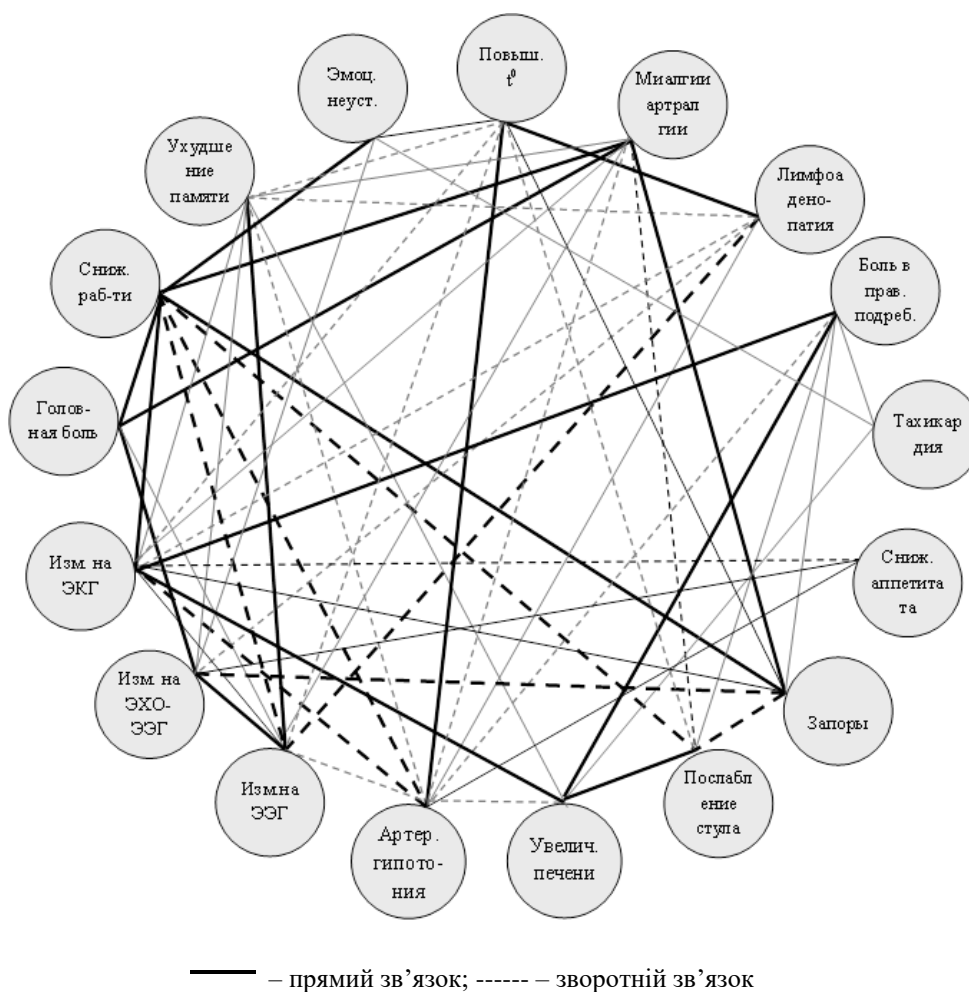 Повыш.
t⁰
Эмоц.
неуст.
Миалгии
артрал
гии
Ухудше
ние
памяти
Лимфоа
дено-
патия
Сниж.
раб-ти
Боль в
прав.
подреб.
Голов-
ная боль
Тахикар
дия
Изм. на
ЭКГ
Сниж.
аппетита
та
Изм. на
ЭХО-
ЭЭГ
Запоры
Изм.на
ЭЭГ
Послабл
ение
стула
Артер.
гипото-
ния
Увелич.
печени
– прямий зв’язок; ------ – зворотній зв’язок